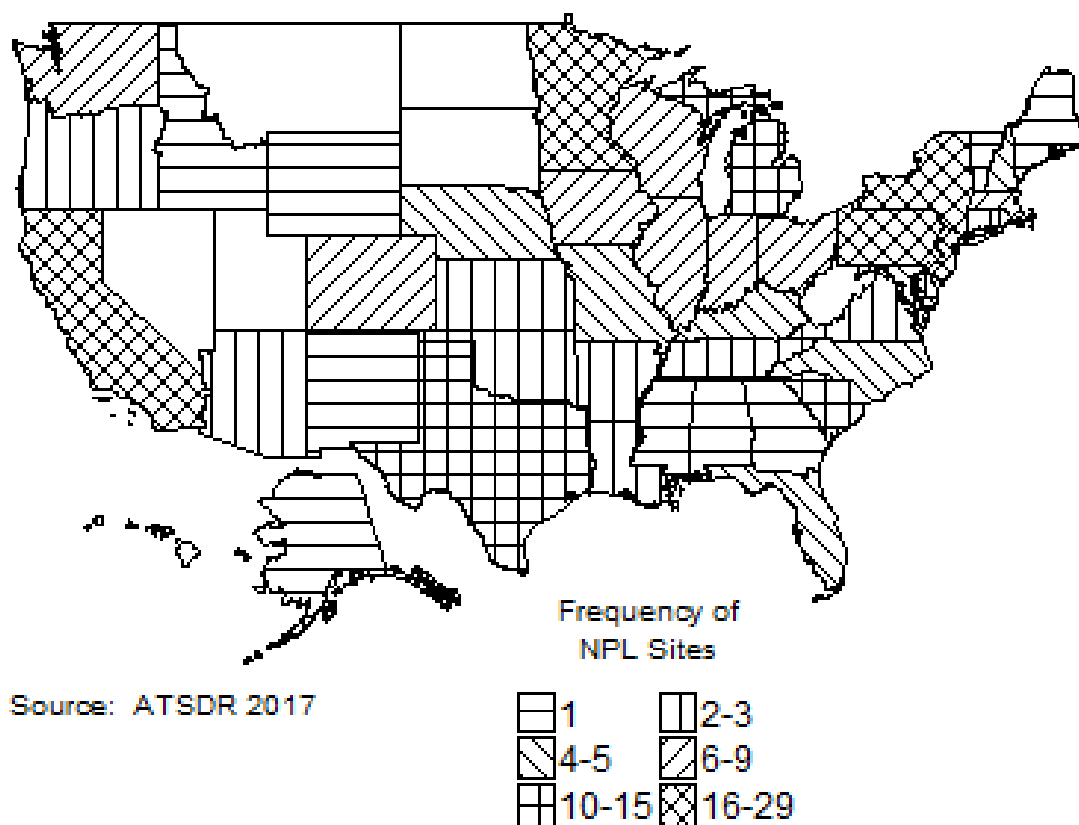 Frequency of
NPL Sites
Source: ATSDR 2017
1 2-3
4-5 6-9
10-15 16-29